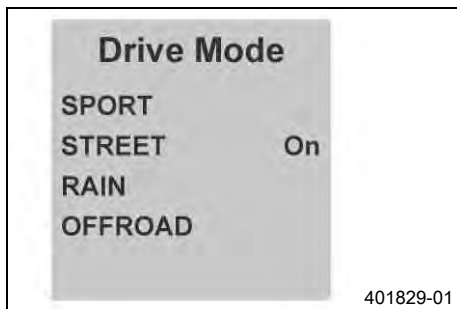 Drive Mode
SPORT
STREET On
RAIN
OFFROAD
401829-01